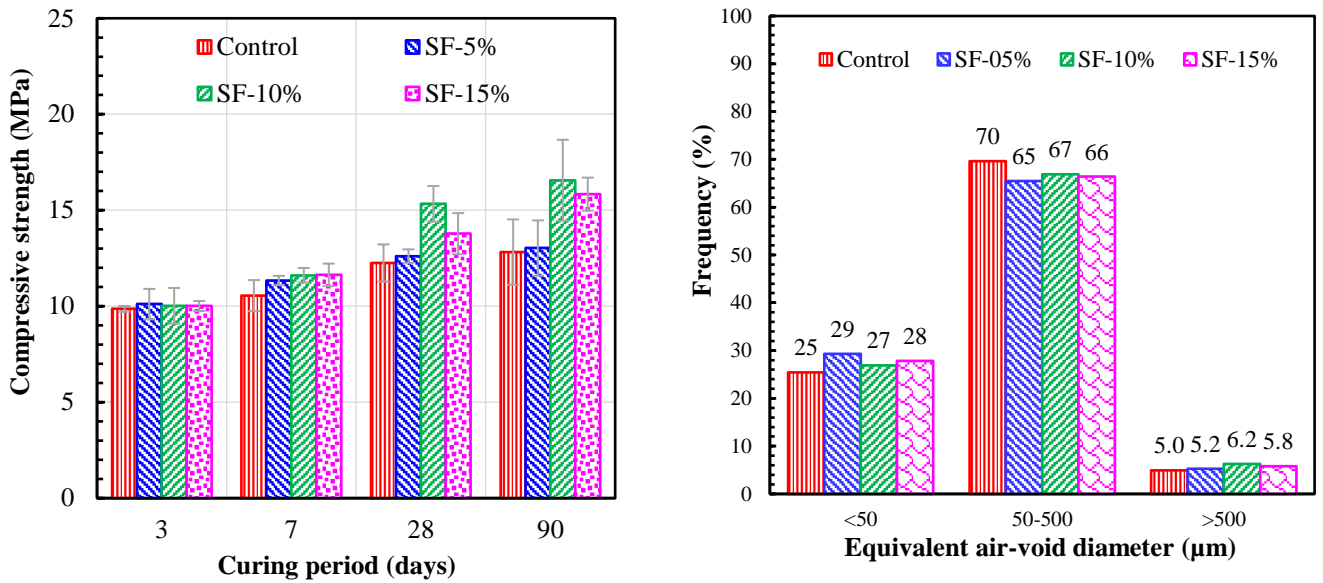 Compressive strength (MPa)
25
20
15
10
5
0
Control SF-5%
SF-10% SF-15%
3 7 28 90
Curing period (days)
Frequency (%)
100
90
80
70
60
50
40
30
20
10
0
Control SF-05% SF-10% SF-15%
25 29 27 28
70 65 67 66
5.0 5.2 6.2 5.8
<50 50-500 >500
Equivalent air-void diameter (µm)